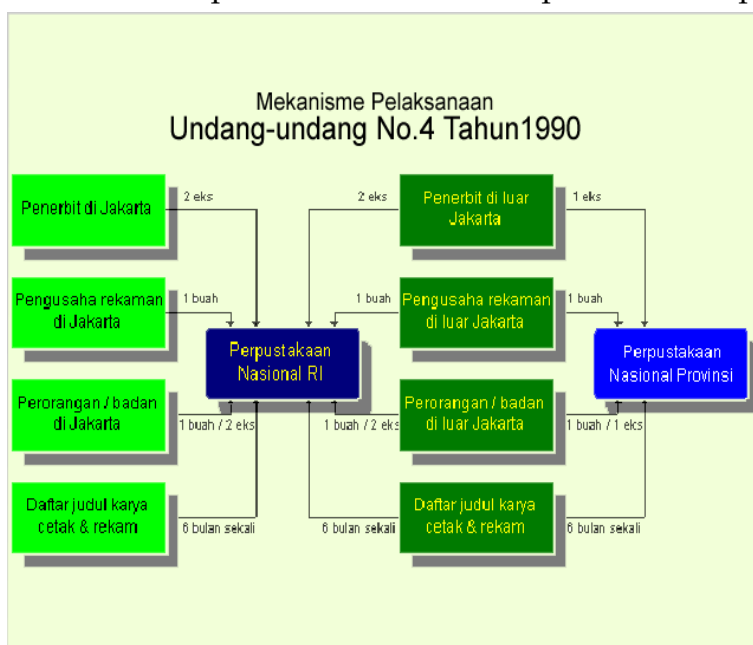 Mekanisme Pelaksanaan
Undang-undang No.4 Tahun1990
Penerbit di Jakarta
2 eks
2 eks
Penerbit di luar
Jakarta
1 eks
Pengusaha rekaman
di Jakarta
1 buah
1 buah
Pengusaha rekaman
di luar Jakarta
1 buah
Perpustakaan
Nasional RI
Perpustakaan
Nasional Provinsi
Perorangan / badan
di Jakarta
1 buah / 2 eks
1 buah / 2 eks
Perorangan / badan
di luar Jakarta
1 buah / 1 eks
Daftar judul karya
cetak & rekam
6 bulan sekali
6 bulan sekali
Daftar judul karya
cetak & rekam
6 bulan sekali